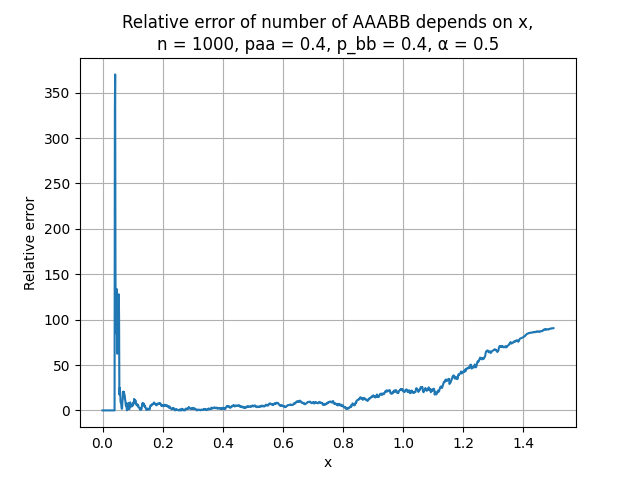 Relative error of number of AAABB depends on x,
n = 1000, paa = 0.4, p_bb = 0.4, α = 0.5
350
300
250
200
150
100
50
0
Relative error
0.0 0.2 0.4 0.6 0.8 1.0 1.2 1.4
x